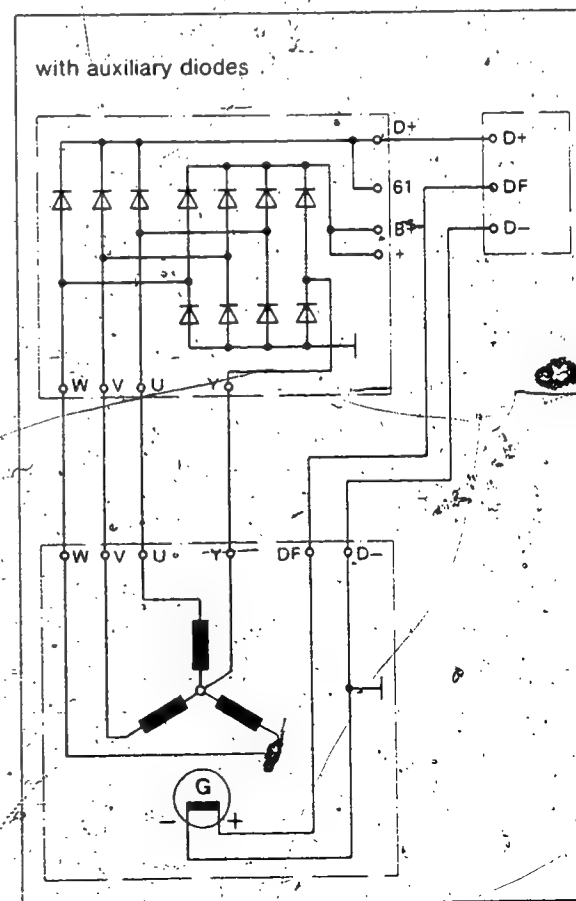 with auxiliary diodes
D+
D+
61
DF
B+
D-
+
W V U Y
W V U Y DF D-
G
- +